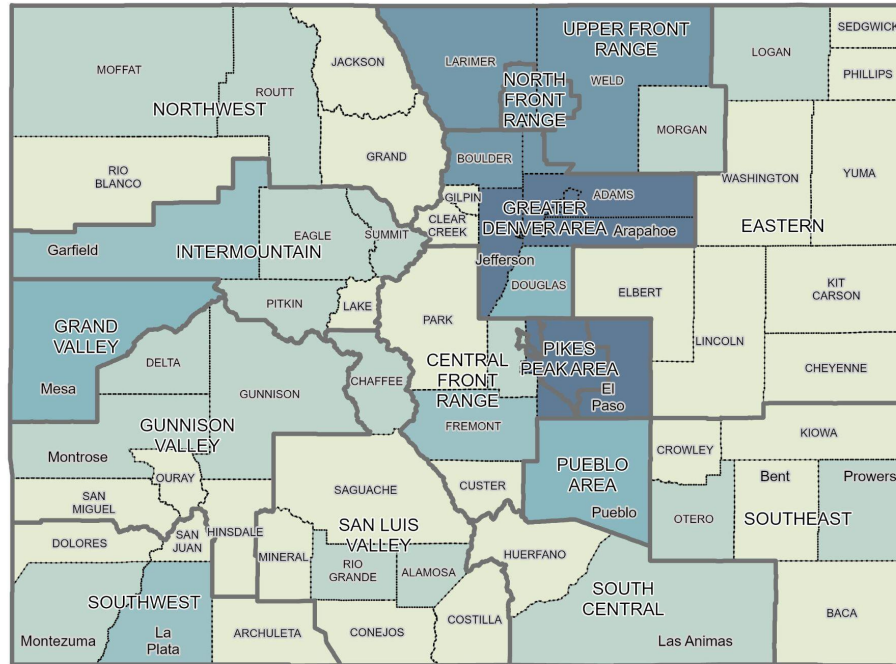 SEDGWICK
UPPER FRONT
RANGE
LARIMER
LOGAN
JACKSON
MOFFAT
PHILLIPS
WELD
NORTH
FRONT
RANGE
ROUTT
NORTHWEST
MORGAN
GRAND
BOULDER
RIO
BLANCO
WASHINGTON
YUMA
GILPIN
ADAMS
GREATER
DENVER AREA
CLEAR
CREEK
EASTERN
EAGLE
SUMMIT
Arapahoe
Garfield
INTERMOUNTAIN
Jefferson
DOUGLAS
ELBERT
KIT
CARSON
PITKIN
LAKE
PARK
GRAND
VALLEY
LINCOLN
PIKES
PEAK AREA
CENTRAL
FRONT
RANGE
DELTA
CHEYENNE
Mesa
GUNNISON
CHAFFEE
El
Paso
GUNNISON
VALLEY
FREMONT
KIOWA
CROWLEY
Montrose
PUEBLO
AREA
Bent
Prowers
OURAY
SAGUACHE
CUSTER
SAN
MIGUEL
Pueblo
OTERO
SOUTHEAST
SAN LUIS
VALLEY
HINSDALE
SAN
JUAN
DOLORES
MINERAL
HUERFANO
RIO
GRANDE
ALAMOSA
SOUTH
CENTRAL
SOUTHWEST
BACA
COSTILLA
Montezuma
La
Plata
ARCHULETA
CONEJOS
Las Animas